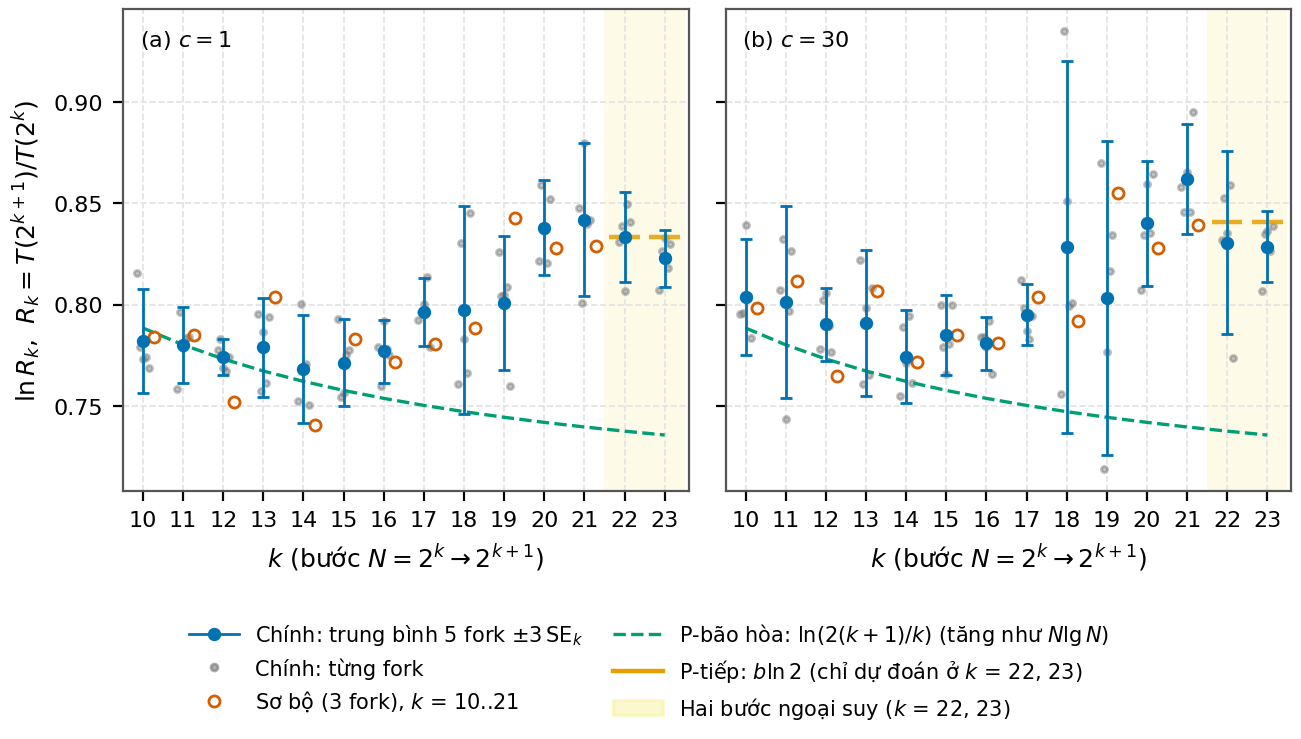 (a) c = 1
(b) c = 30
ln R_k, R_k = T(2^{k+1})/T(2^k)
0.90
0.85
0.80
0.75
10 11 12 13 14 15 16 17 18 19 20 21 22 23
10 11 12 13 14 15 16 17 18 19 20 21 22 23
k (bước N = 2^k → 2^{k+1})
k (bước N = 2^k → 2^{k+1})
Chính: trung bình 5 fork ±3 SE_k
Chính: từng fork
Sơ bộ (3 fork), k = 10..21
P-bão hòa: ln(2(k + 1)/k) (tăng như N lg N)
P-tiếp: b ln 2 (chỉ dự đoán ở k = 22, 23)
Hai bước ngoại suy (k = 22, 23)